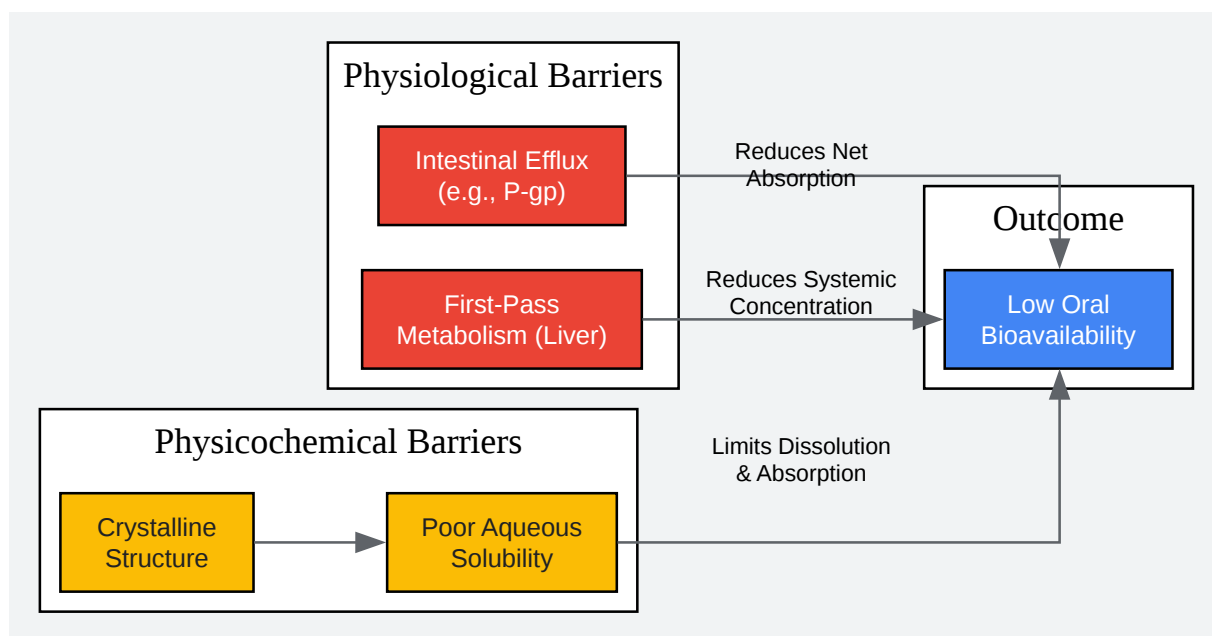 Physiological Barriers
Intestinal Efflux
(e.g., P-gp)
Reduces Net
Absorption
Outcome
First-Pass
Metabolism (Liver)
Reduces Systemic
Concentration
Low Oral
Bioavailability
Physicochemical Barriers
Limits Dissolution
& Absorption
Crystalline
Structure
Poor Aqueous
Solubility